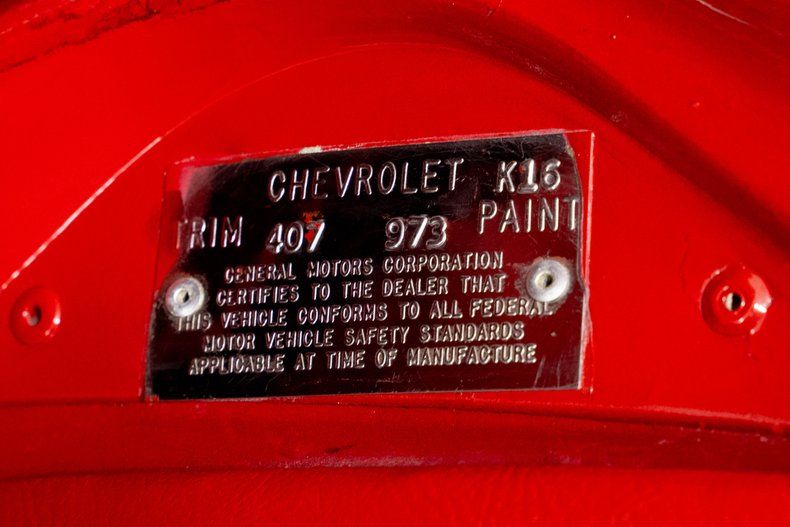 CHEVROLET K16
TRIM 407 973 PAINT
GENERAL MOTORS CORPORATION
CERTIFIES TO THE DEALER THAT
THIS VEHICLE CONFORMS TO ALL FEDERAL
MOTOR VEHICLE SAFETY STANDARDS
APPLICABLE AT TIME OF MANUFACTURE